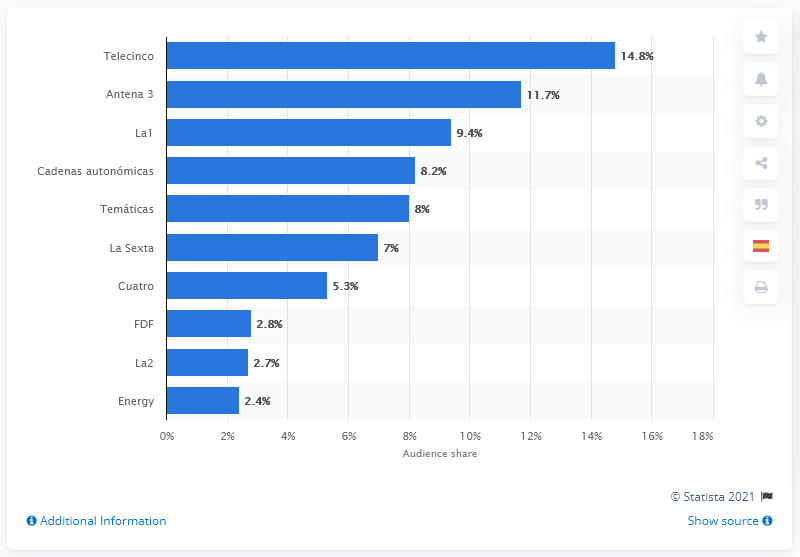 Telecinco 14.8%
Antena 3 11.7%
La1 9.4%
Cadenas autonómicas 8.2%
Temáticas 8%
La Sexta 7%
Cuatro 5.3%
FDF 2.8%
La2 2.7%
Energy 2.4%
0% 2% 4% 6% 8% 10% 12% 14% 16% 18%
Audience share
© Statista 2021
Additional Information Show source